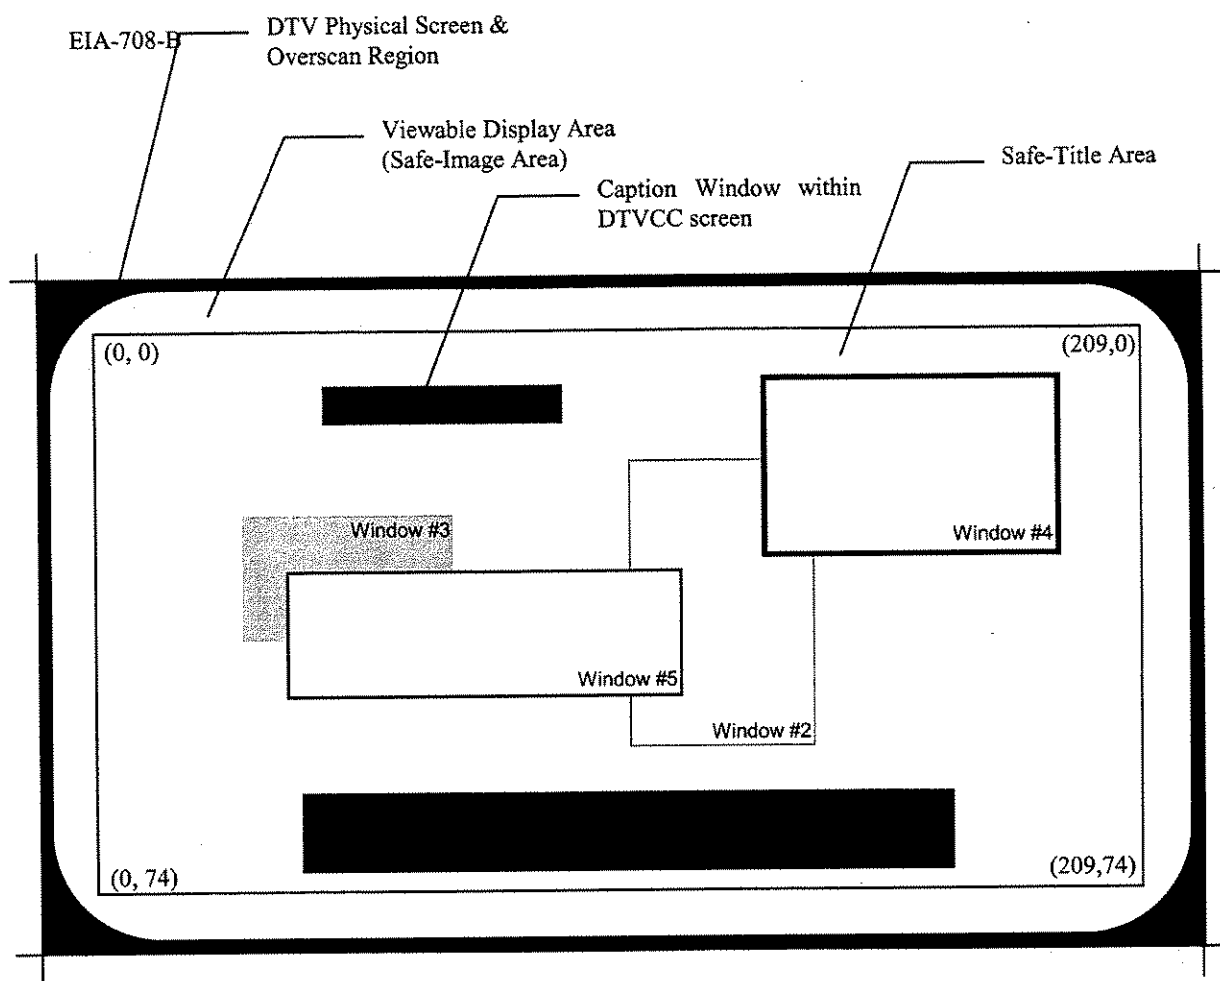 EIA-708-B
DTV Physical Screen &
Overscan Region
Viewable Display Area
(Safe-Image Area)
Safe-Title Area
Caption Window within
DTVCC screen
(0, 0)
(209,0)
Window #3
Window #4
Window #5
Window #2
(0, 74)
(209,74)